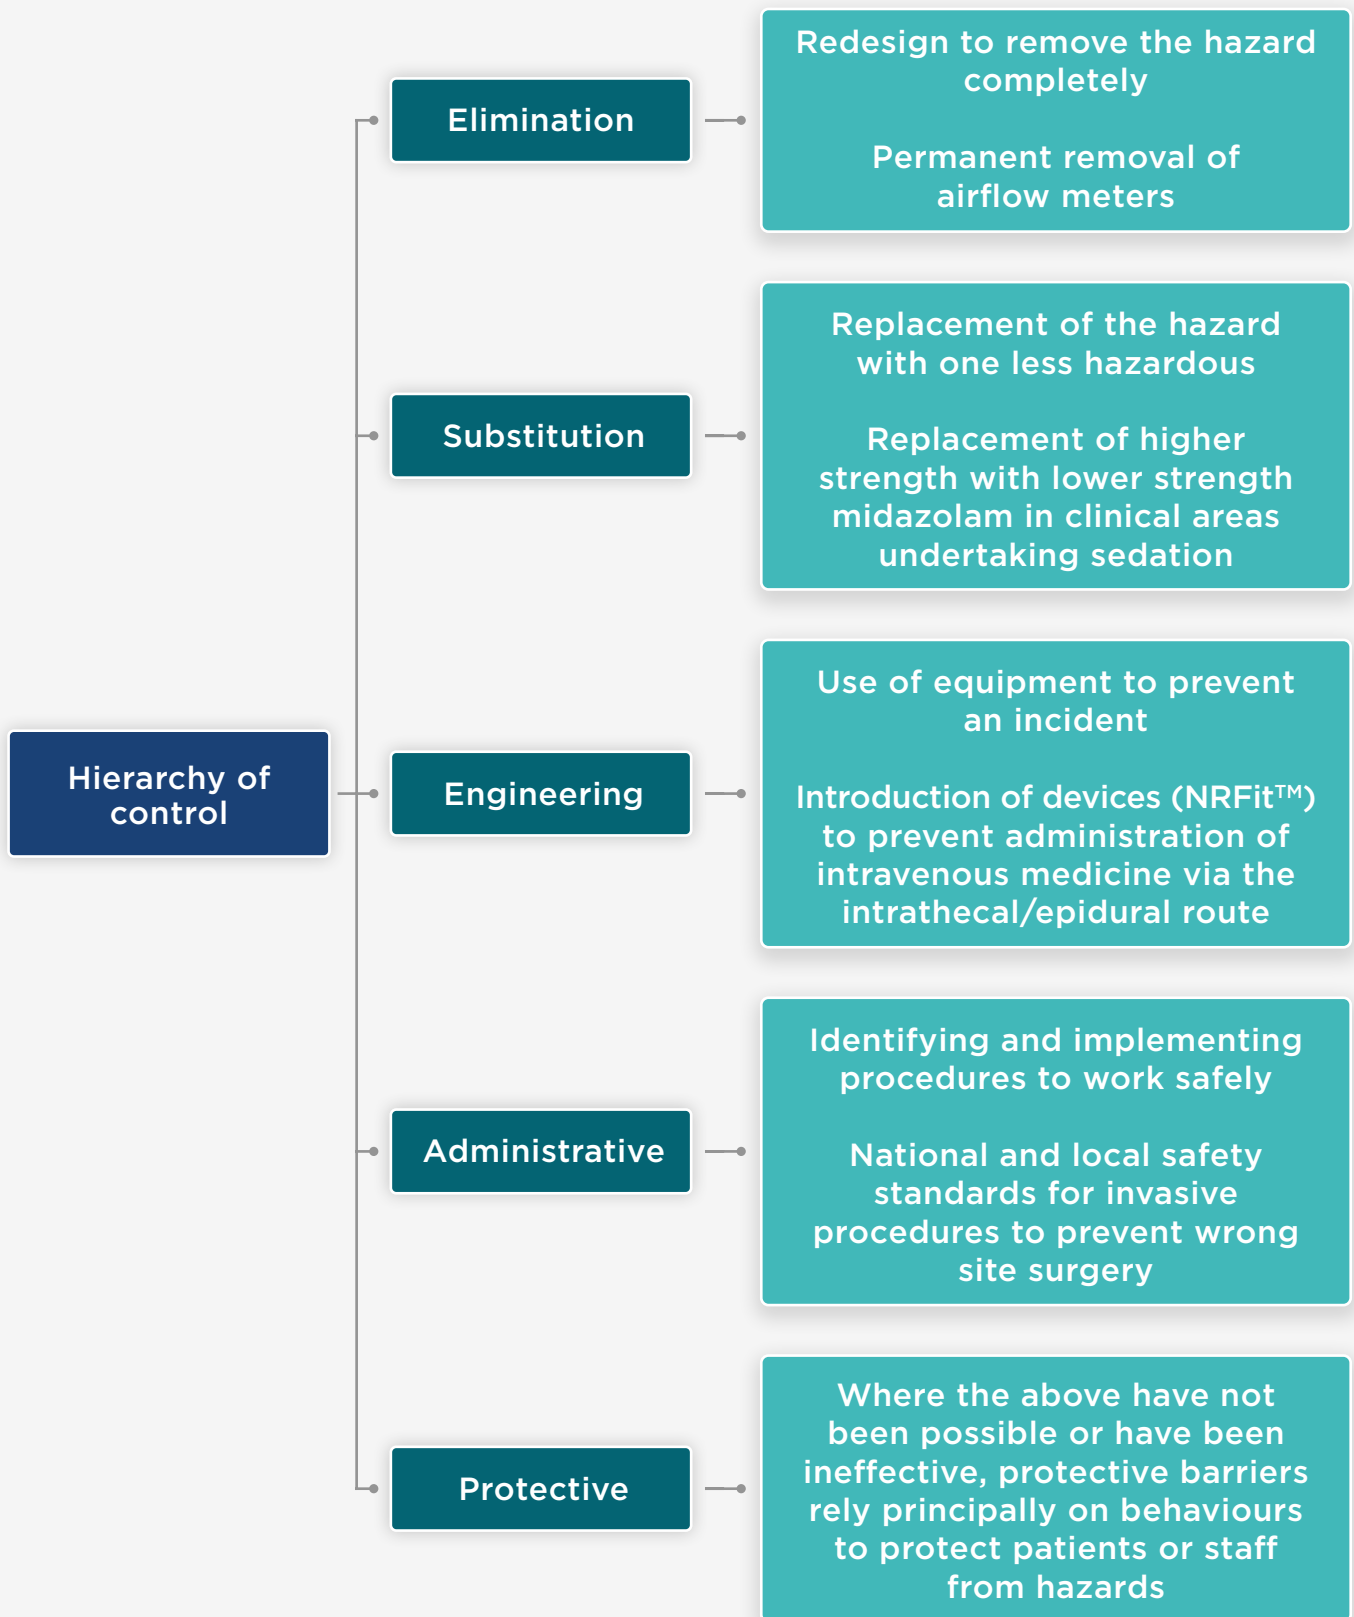 Hierarchy of
control
Elimination
Redesign to remove the hazard
completely
Permanent removal of
airflow meters
Substitution
Replacement of the hazard
with one less hazardous
Replacement of higher
strength with lower strength
midazolam in clinical areas
undertaking sedation
Engineering
Use of equipment to prevent
an incident
Introduction of devices (NRFit™)
to prevent administration of
intravenous medicine via the
intrathecal/epidural route
Administrative
Identifying and implementing
procedures to work safely
National and local safety
standards for invasive
procedures to prevent wrong
site surgery
Protective
Where the above have not
been possible or have been
ineffective, protective barriers
rely principally on behaviours
to protect patients or staff
from hazards